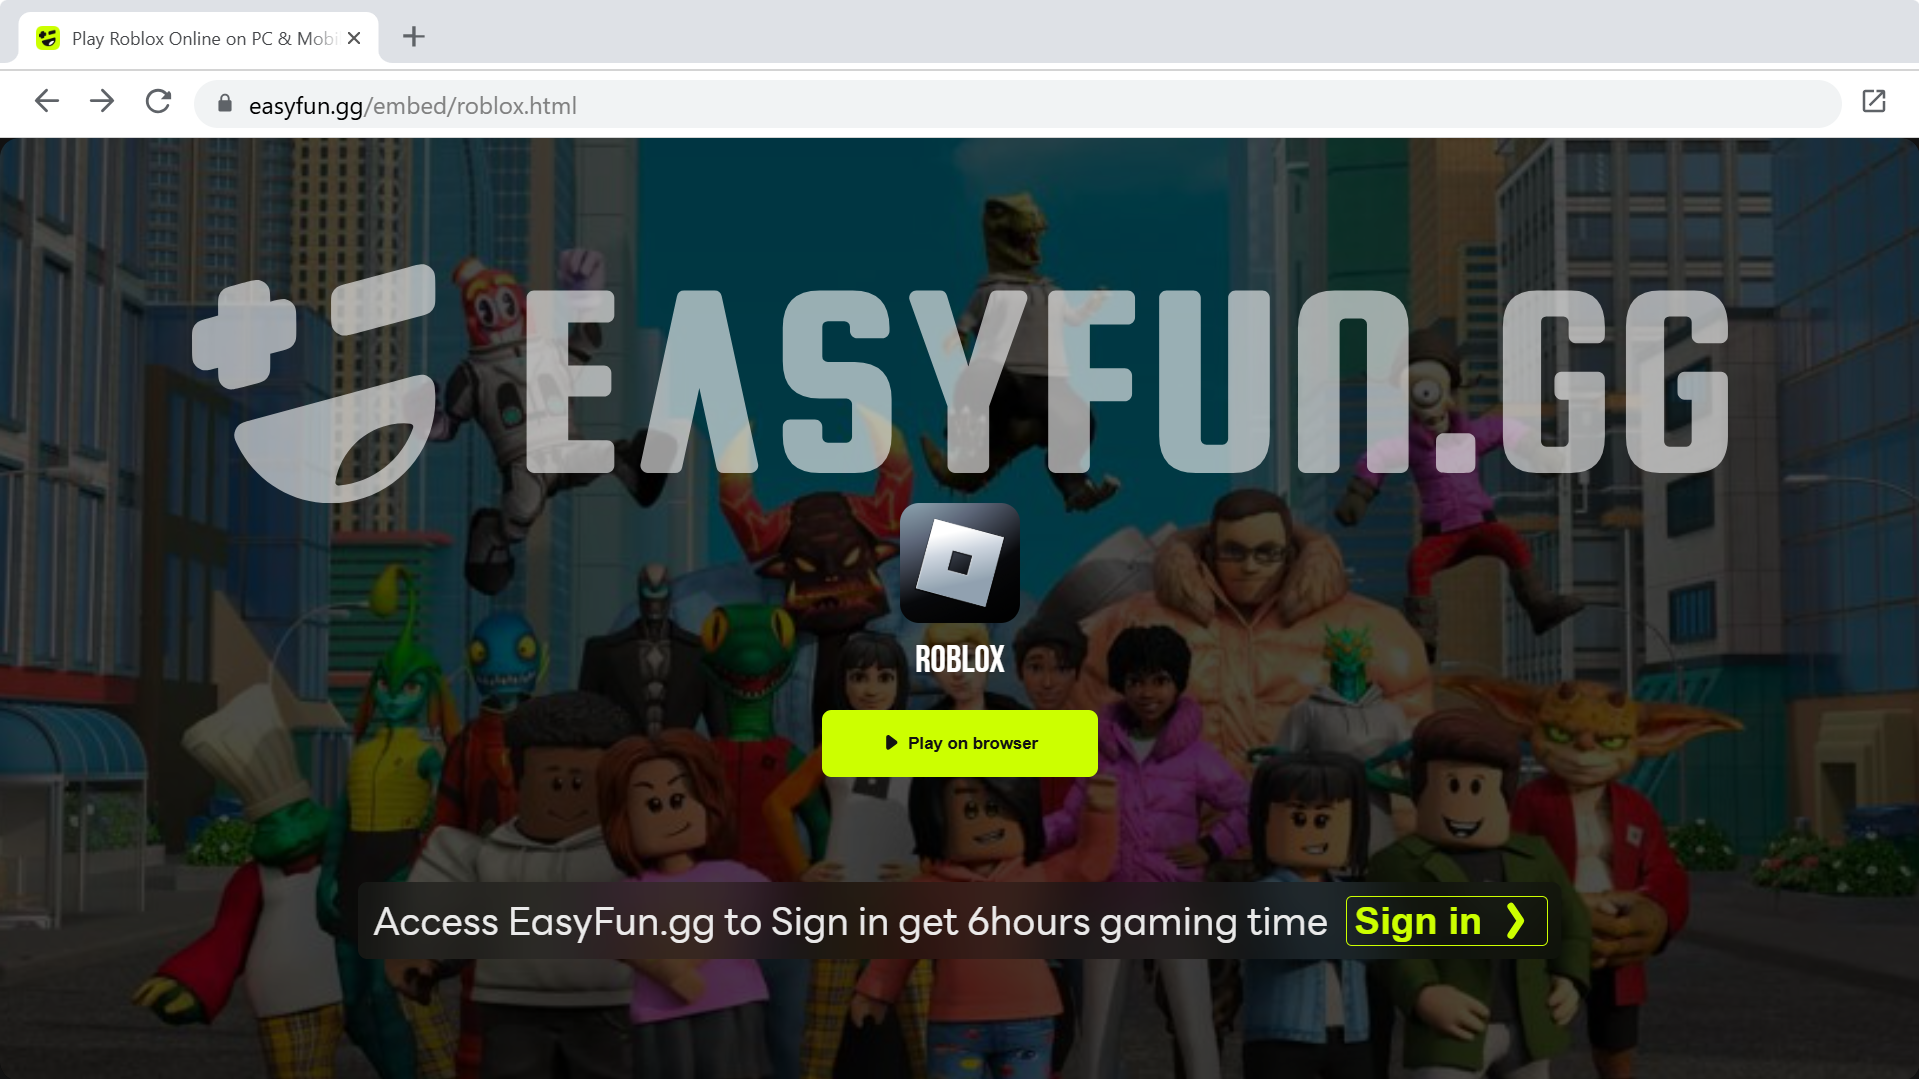 Play Roblox Online on PC & Mobi
easyfun.gg/embed/roblox.html
EASYFUN.GG
ROBLOX
Play on browser
Access EasyFun.gg to Sign in get 6hours gaming time
Sign in